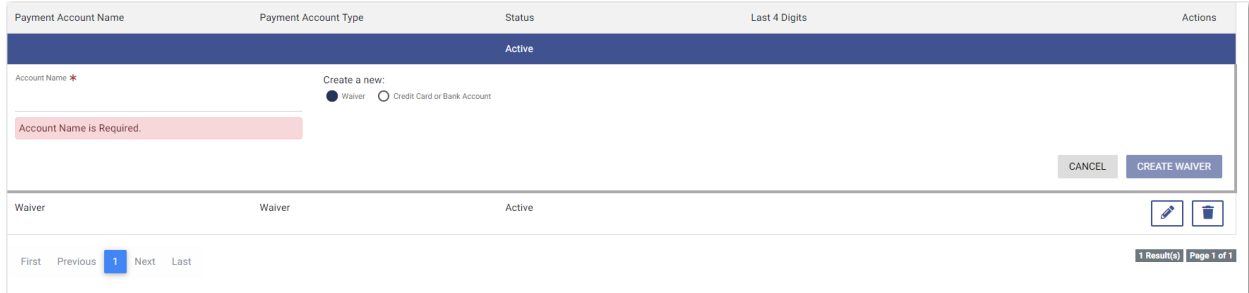 Payment Account Name Payment Account Type Status Last 4 Digits Actions
Active
Account Name * Create a new:
Waiver Credit Card or Bank Account
Account Name is Required.
CANCEL CREATE WAIVER
Waiver Waiver Active
First Previous 1 Next Last 1 Result(s) Page 1 of 1